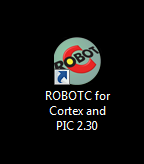 ROBOT
ROBOTC for
Cortex and
PIC 2.30